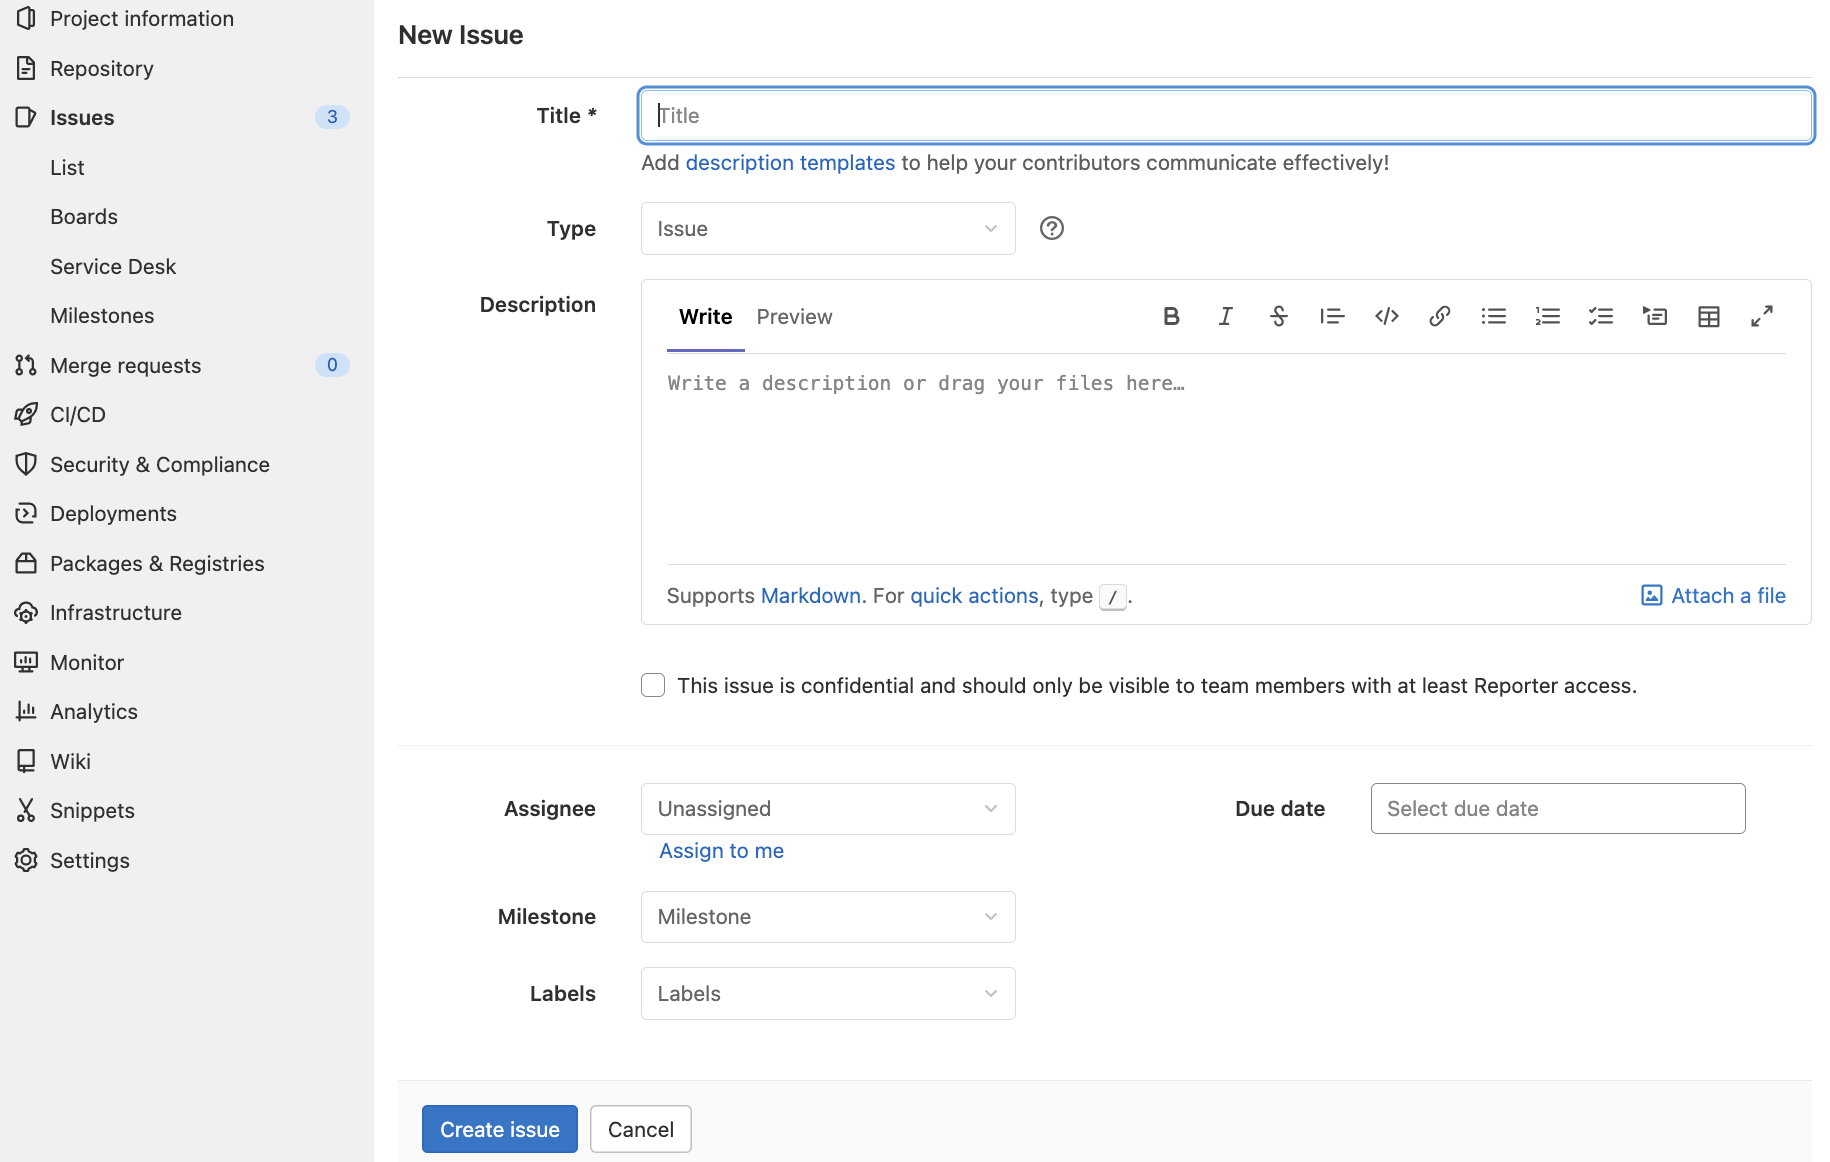 Project information
Repository
Issues 3
List
Boards
Service Desk
Milestones
Merge requests 0
CI/CD
Security & Compliance
Deployments
Packages & Registries
Infrastructure
Monitor
Analytics
Wiki
Snippets
Settings
New Issue
Title *
Title
Add description templates to help your contributors communicate effectively!
Type
Issue
Description
Write Preview
Write a description or drag your files here…
Supports Markdown. For quick actions, type /.
Attach a file
This issue is confidential and should only be visible to team members with at least Reporter access.
Assignee
Unassigned
Assign to me
Due date
Select due date
Milestone
Milestone
Labels
Labels
Create issue
Cancel